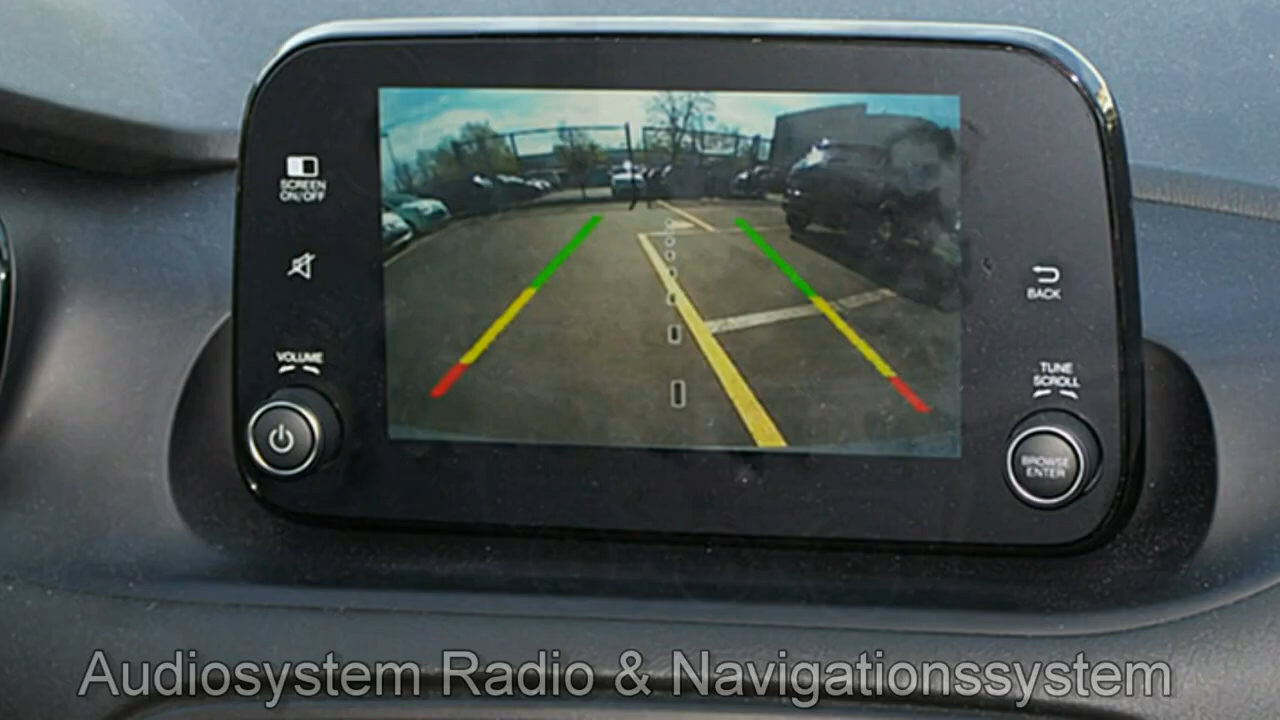 SCREEN
ON/OFF
VOLUME
BACK
TUNE
SCROLL
BROWSE
ENTER
Audiosystem Radio & Navigationssystem